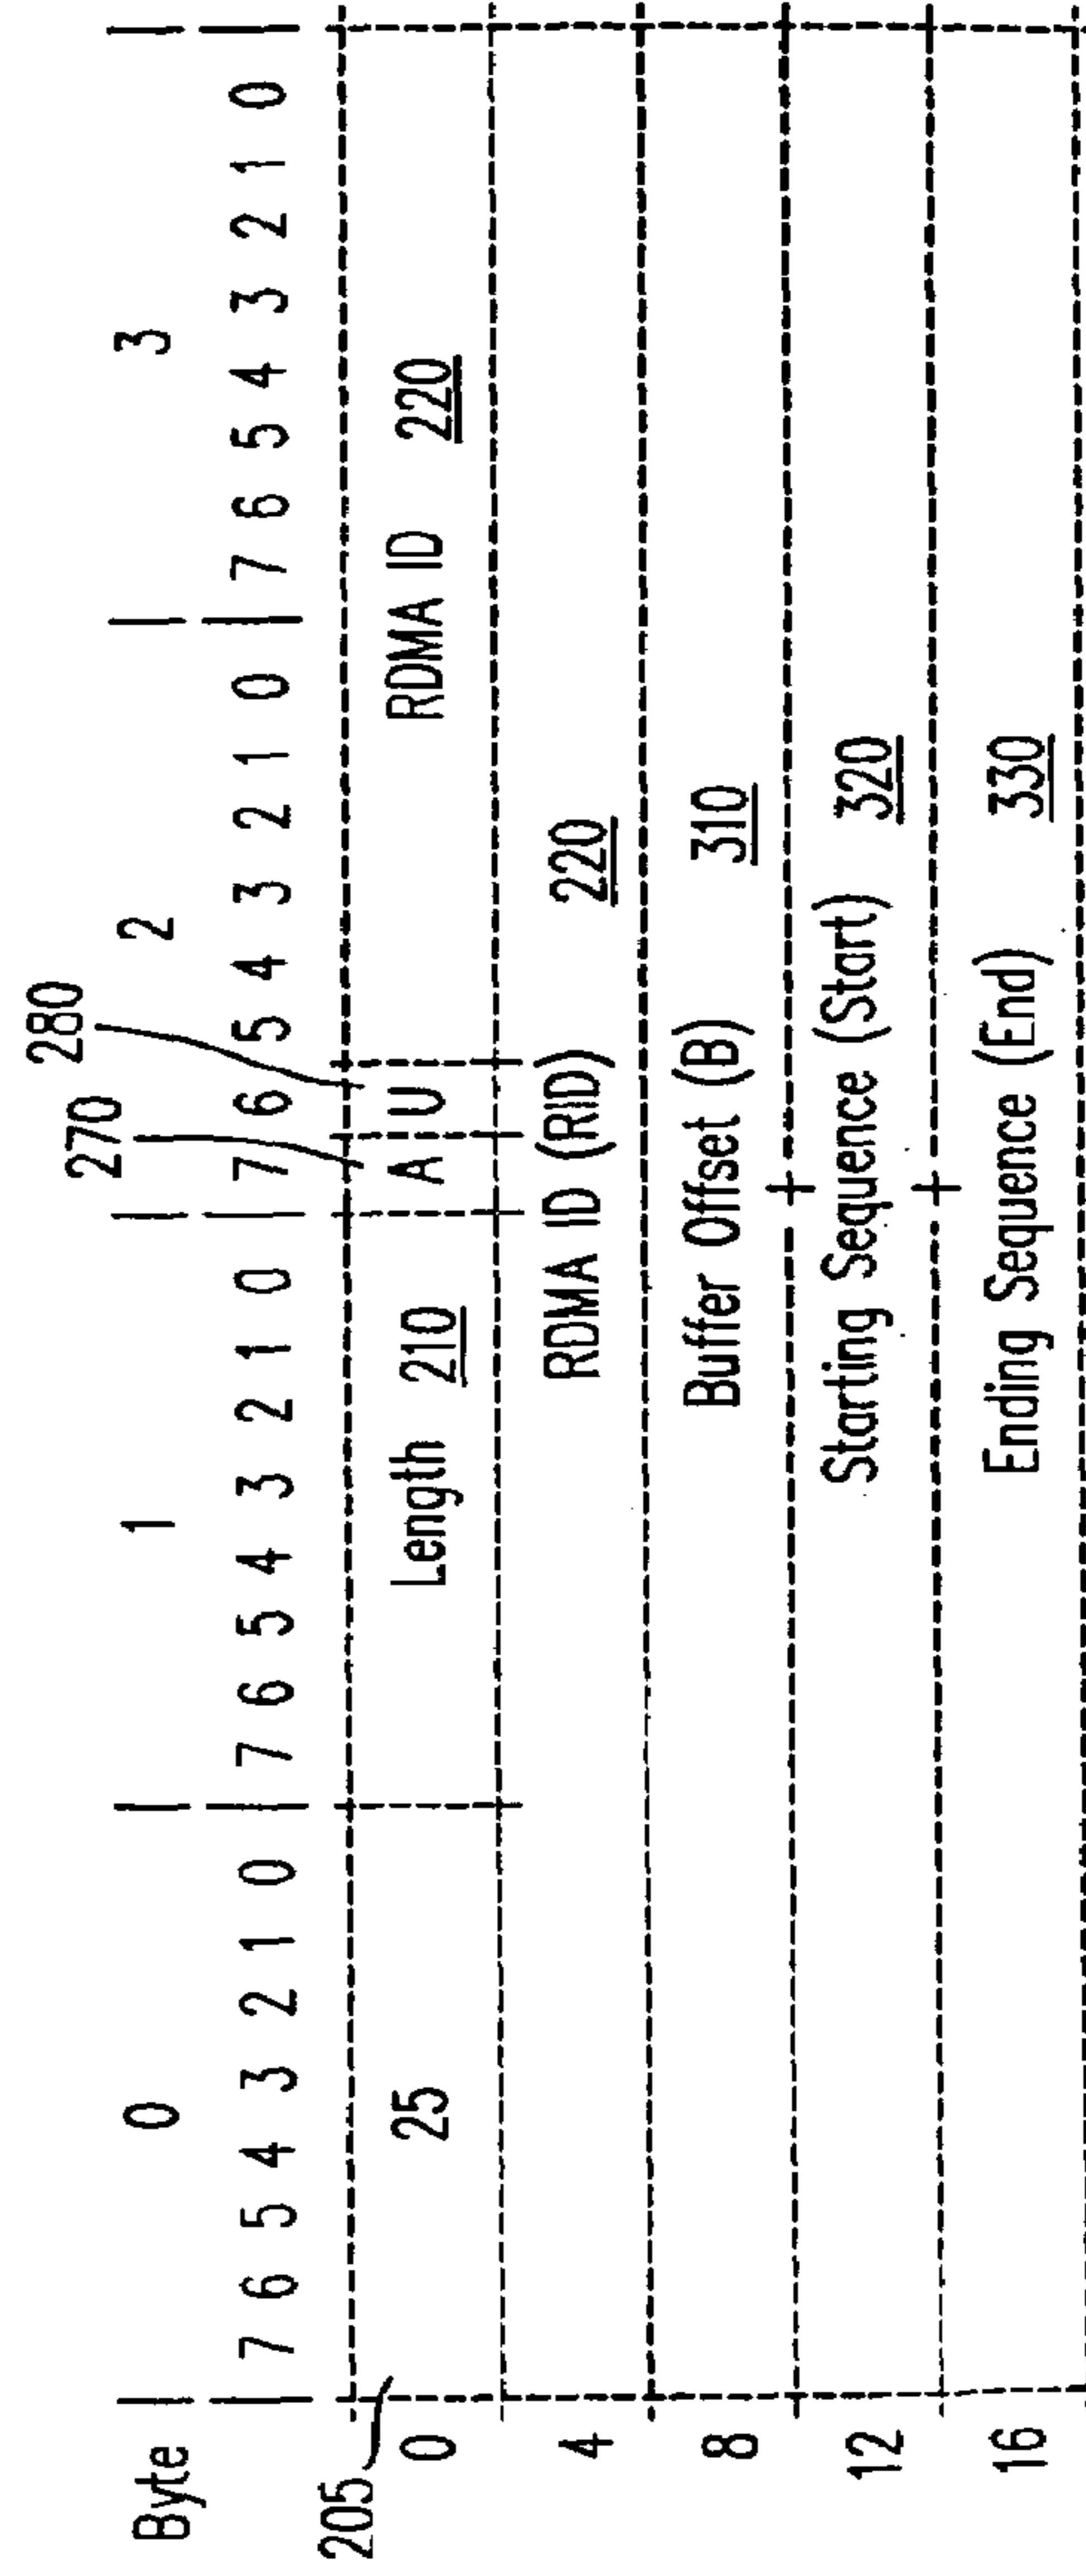 Byte 0 1 2 3
7 6 5 4 3 2 1 0 7 6 5 4 3 2 1 0 7 6 5 4 3 2 1 0 7 6 5 4 3 2 1 0
270
280
205
0 25 Length 210 A U RDMA ID 220
4 RDMA ID (RID) 220
8 Buffer Offset (B) 310
12 Starting Sequence (Start) 320
16 Ending Sequence (End) 330